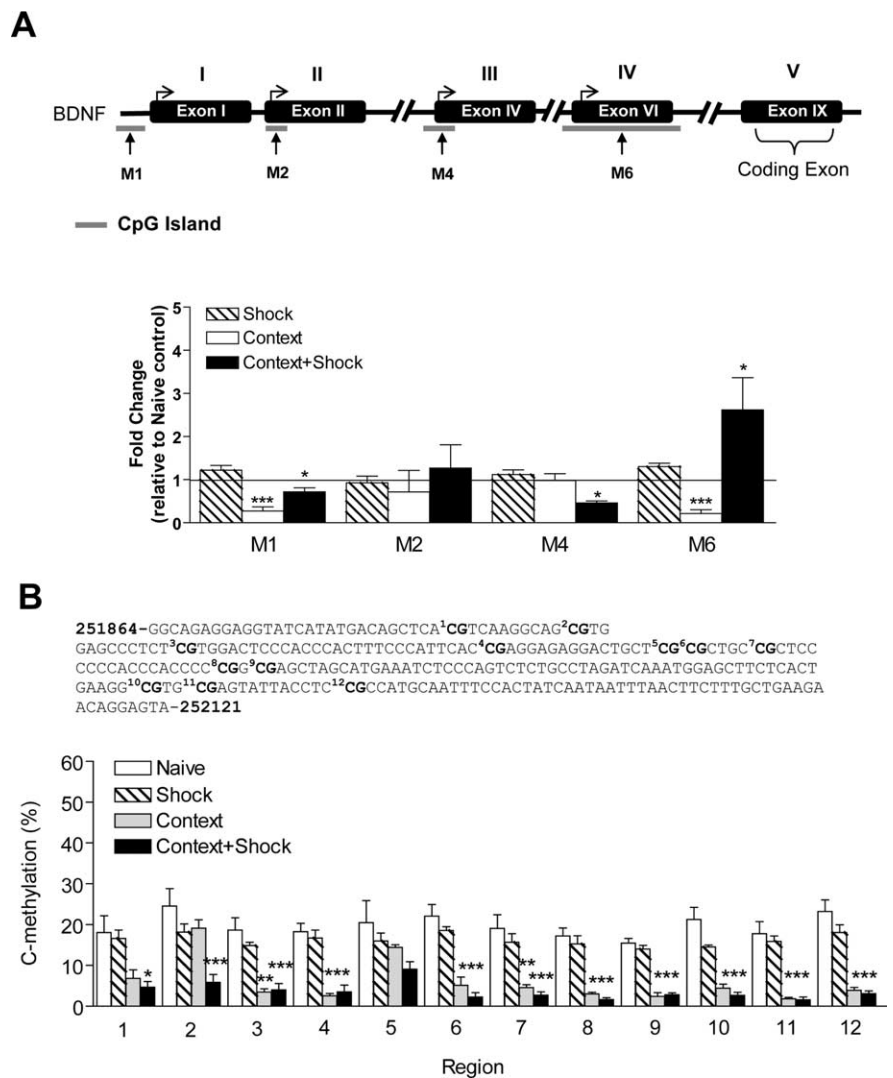 A
I II III IV V
BDNF Exon I Exon II Exon IV Exon VI Exon IX
M1 M2 M4 M6 Coding Exon
CpG Island
Fold Change
(relative to Naive control)
5
4
3
2
1
0
Shock
Context
Context+Shock
*** * * *** *
M1 M2 M4 M6
B
251864-GGCAGAGGAGGTATCATATGACAGCTCA¹CGTCAAGGCAG²CGTG
GAGCCCTCT³CGTGGACTCCCACCCACTTTCCCATTCAC⁴CGAGGAGAGGACTGCT⁵CG⁶CGCTGC⁷CGCTCC
CCCCACCCACCCC⁸CGG⁹CGAGCTAGCATGAAATCTCCCAGTCTCTGCCTAGATCAAATGGAGCTTCTCACT
GAAGG¹⁰CGTG¹¹CGAGTATTACCTC¹²CGCCATGCAATTTCCACTATCAATAATTTAACTTCTTTGCTGAAGA
ACAGGAGTA-252121
C-methylation (%)
60
50
40
30
20
10
0
Naive
Shock
Context
Context+Shock
* *** ** *** *** *** ** *** *** *** *** *** ***
1 2 3 4 5 6 7 8 9 10 11 12
Region